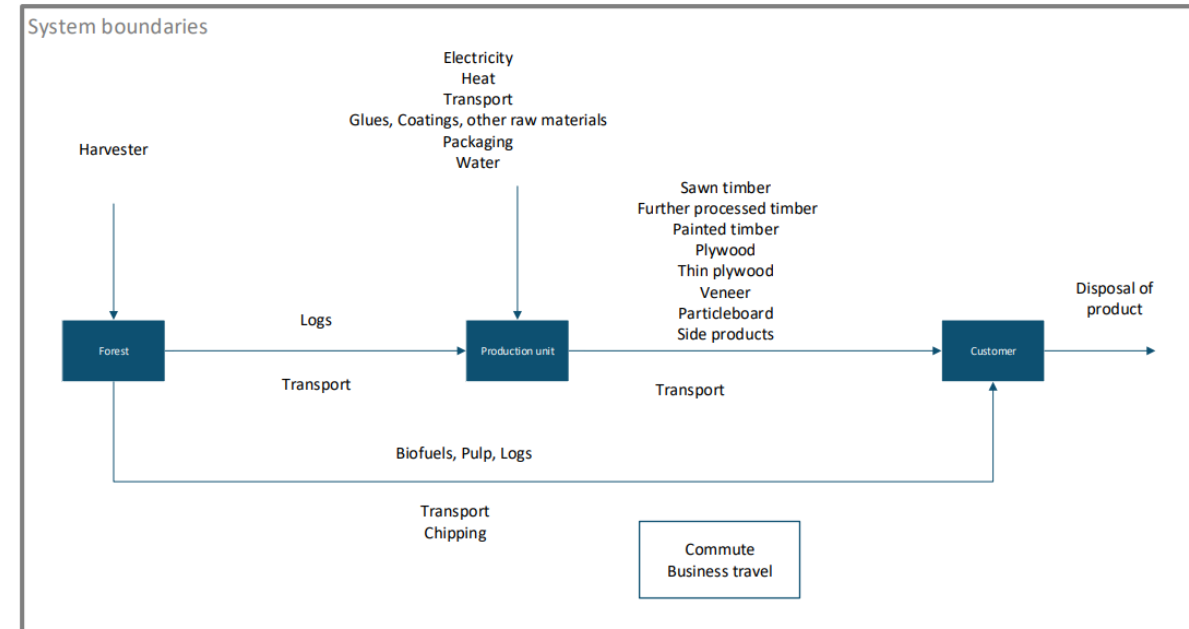 System boundaries
Electricity
Heat
Transport
Glues, Coatings, other raw materials
Packaging
Water
Harvester
Sawn timber
Further processed timber
Painted timber
Plywood
Thin plywood
Veneer
Particleboard
Side products
Disposal of
product
Logs
Forest
Production unit
Customer
Transport
Transport
Biofuels, Pulp, Logs
Transport
Chipping
Commute
Business travel